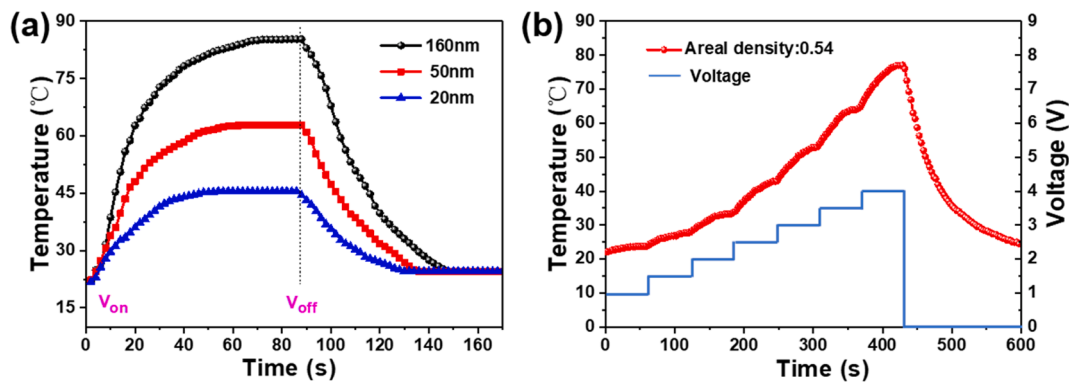 (a)
Temperature (℃)
90
75
60
45
30
15
160nm
50nm
20nm
Von
Voff
0 20 40 60 80 100 120 140 160
Time (s)
(b)
Temperature (℃)
90
80
70
60
50
40
30
20
10
0
Areal density:0.54
Voltage
9
8
7
6
5
4
3
2
1
0
Voltage (V)
0 100 200 300 400 500 600
Time (s)